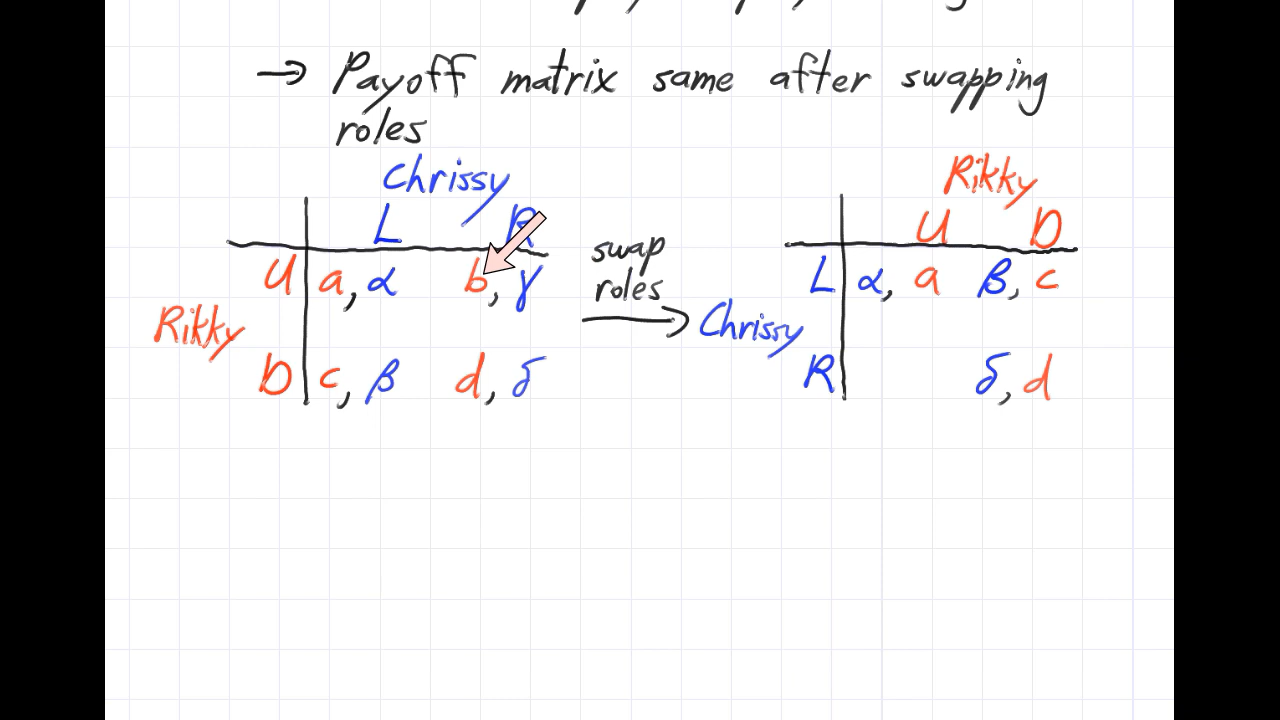 → Payoff matrix same after swapping
roles
Chrissy
L R
U a, α b, γ
Rikky
D c, β d, δ
swap
roles
Rikky
U D
L α, a β, c
Chrissy
R δ, d